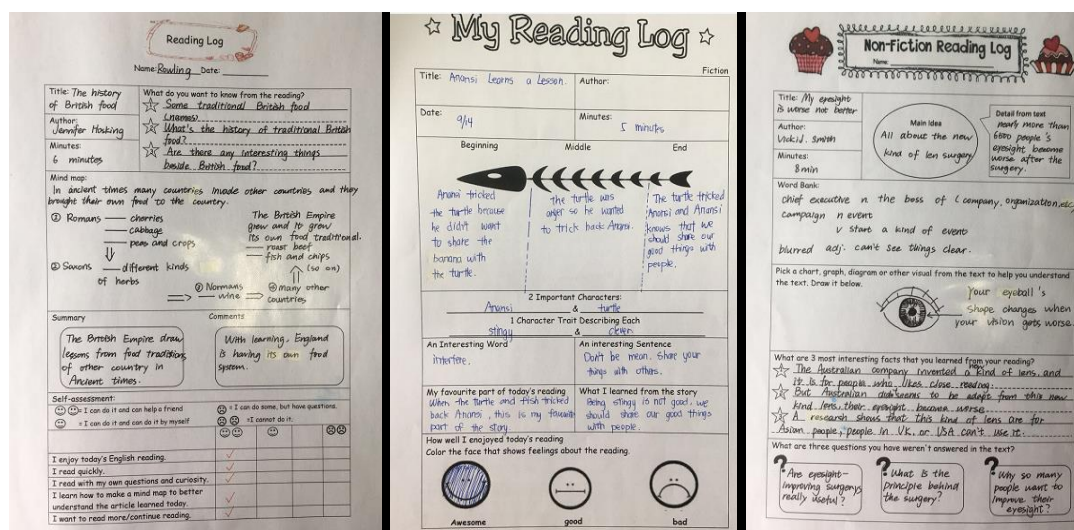 Reading Log
Name: Rowling Date:
Title: The history
of British food
Author:
Jennifer Hosking
Minutes:
6 minutes
What do you want to know from the reading?
1 Some traditional British food
(names).
2 What's the history of traditional British
food?
3 Are there any interesting things
beside British food?
Mind map:
In ancient times many countries invade other countries and they
brought their own food to the country.
① Romans — cherries
— cabbage
— peas and crops
② Saxons — different kinds
of herbs
③ Normans
— wine
④ many other
countries
(so on)
The British Empire
grew and it grow
its own food traditional.
— roast beef
— fish and chips
Summary
The British Empire draw
lessons from food traditions
of other country in
Ancient times.
Comments
With learning, England
is having its own food
system.
Self-assessment:
= I can do it and can help a friend
= I can do it and can do it by myself
= I can do some, but have questions.
= I cannot do it.
I enjoy today's English reading.
I read quickly.
I read with my own questions and curiosity.
I learn how to make a mind map to better
understand the article learned today.
I want to read more/continue reading.
My Reading Log
Fiction
Title: Anansi Learns a Lesson.
Author:
Date: 9/14
Minutes:
5 minutes
Beginning Middle End
Anansi tricked
the turtle because
he didn't want
to share the
banana with
the turtle.
The turtle was
anger so he wanted
to trick back Anansi.
The turtle tricked
Anansi and Anansi
knows that we
should share our
good things with
people.
2 Important Characters:
Anansi & turtle
1 Character Trait Describing Each
stingy & clever
An Interesting Word
interfere.
An interesting Sentence
Don't be mean. Share your
things with others.
My favourite part of today's reading
When the turtle and fish tricked
back Anansi, this is my favourite
part of the story.
What I learned from the story
Being stingy is not good. we
should share our good things
with people.
How well I enajoyed today's reading
Color the face that shows feelings about the reading.
Awesome good bad
Non-Fiction Reading Log
Name:
Title: My eyesight
is worse not better
Author:
Smith
Minutes:
8min
Main Idea
All about the new
kind of len surgery
Detail from text
nearly more than
6600 people's
eyesight become
worse after the
surgery.
Word Bank:
chief executive n. the boss of (company, organization, etc)
campaign n event
v start a kind of event
blurred adj. can't see things clear.
Pick a chart, graph, diagram or other visual from the text to help you understand
the text. Draw it below.
Your eyeball's
shape changes when
your vision gets worse.
What are 3 most interesting facts that you learned from your reading?
1 The Australian company invented a new kind of lens, and
it is for people who likes close reading.
2 But Australian to be adapt from this new
kind lens, their eyesight become worse
3 A research shows that this kind of lens are for
Asian people, people in UK or USA can't use it.
What are three questions you have weren't answered in the text?
? Are eyesight-
improving surgerys
really useful?
? What is the
principle behind
the surgery?
? Why so many
people want to
improve their
eyesight?